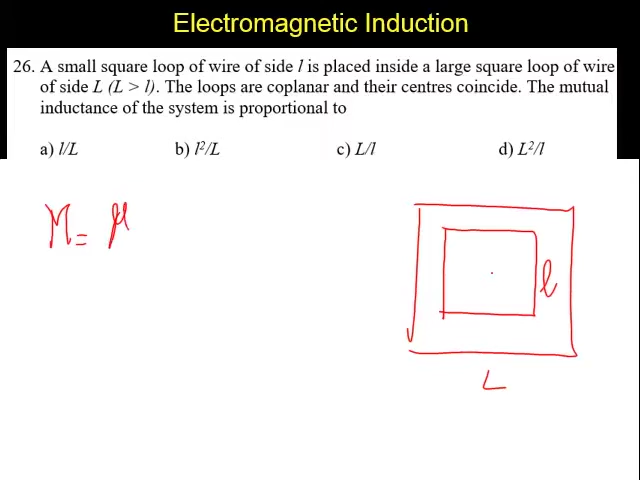 Electromagnetic Induction
26. A small square loop of wire of side l is placed inside a large square loop of wire
of side L (L > l). The loops are coplanar and their centres coincide. The mutual
inductance of the system is proportional to
a) l/L b) l²/L c) L/l d) L²/l
M = μ
l
L